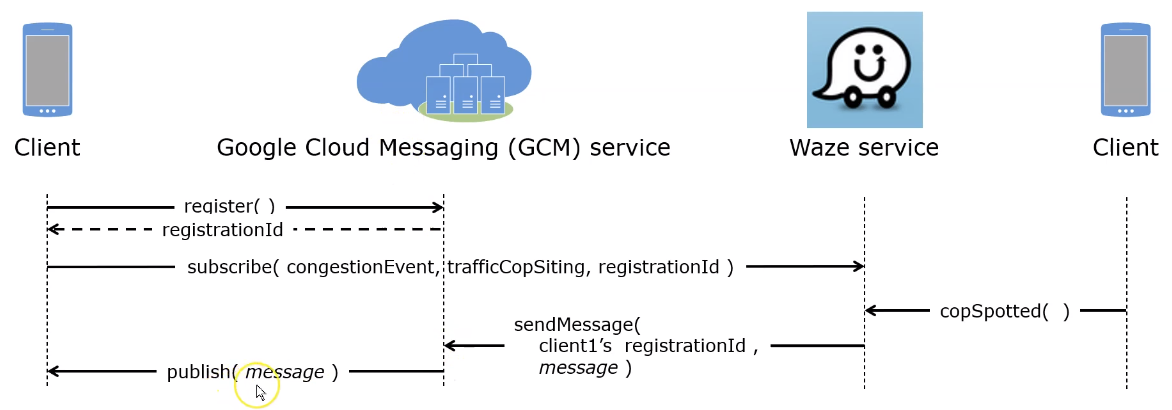 Client
Google Cloud Messaging (GCM) service
Waze service
Client
register( )
registrationId
subscribe( congestionEvent, trafficCopSiting, registrationId )
copSpotted( )
sendMessage(
client1's registrationId ,
message )
publish( message )